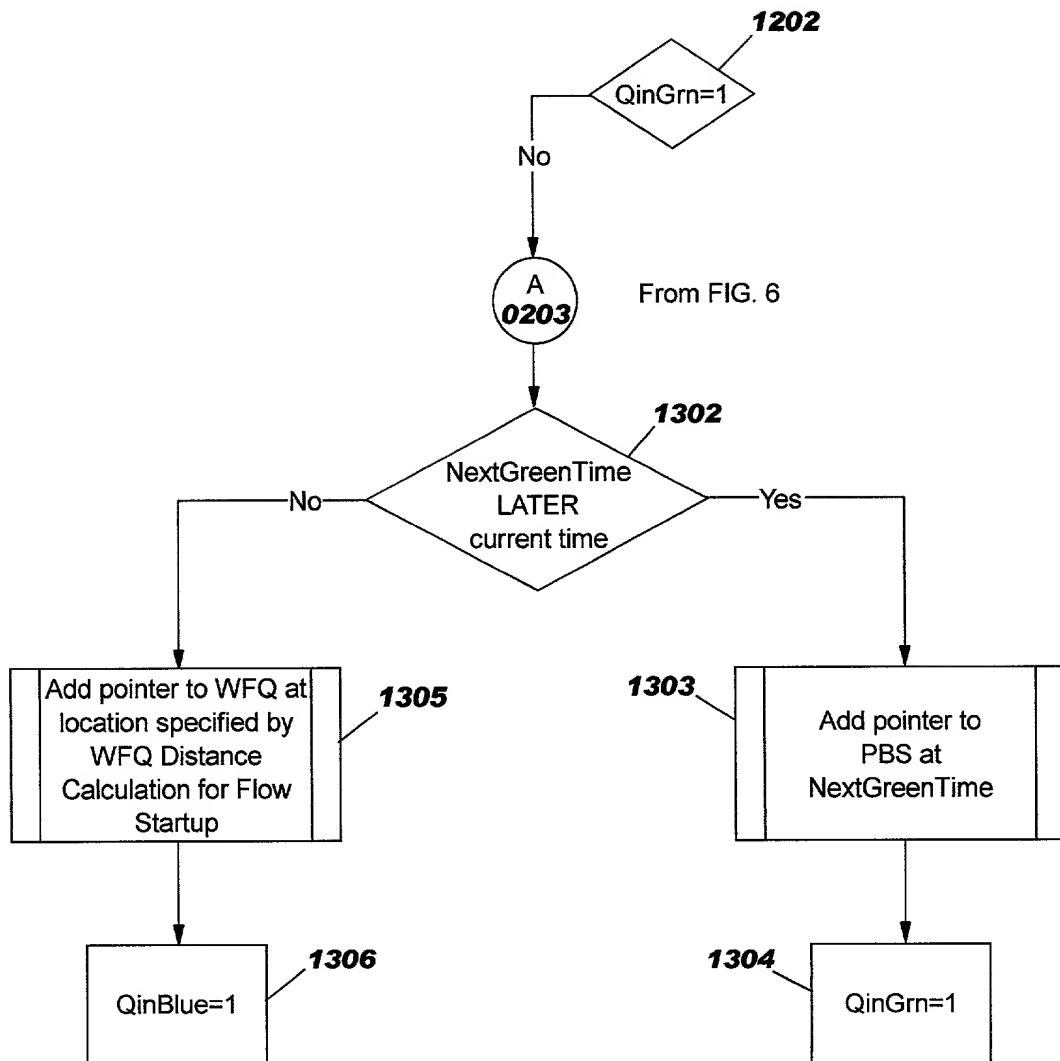 1202
QinGrn=1
No
A
0203
From FIG. 6
1302
NextGreenTime
LATER
current time
No
Yes
Add pointer to WFQ at
location specified by
WFQ Distance
Calculation for Flow
Startup
1305
1303
Add pointer to
PBS at
NextGreenTime
1306
QinBlue=1
1304
QinGrn=1